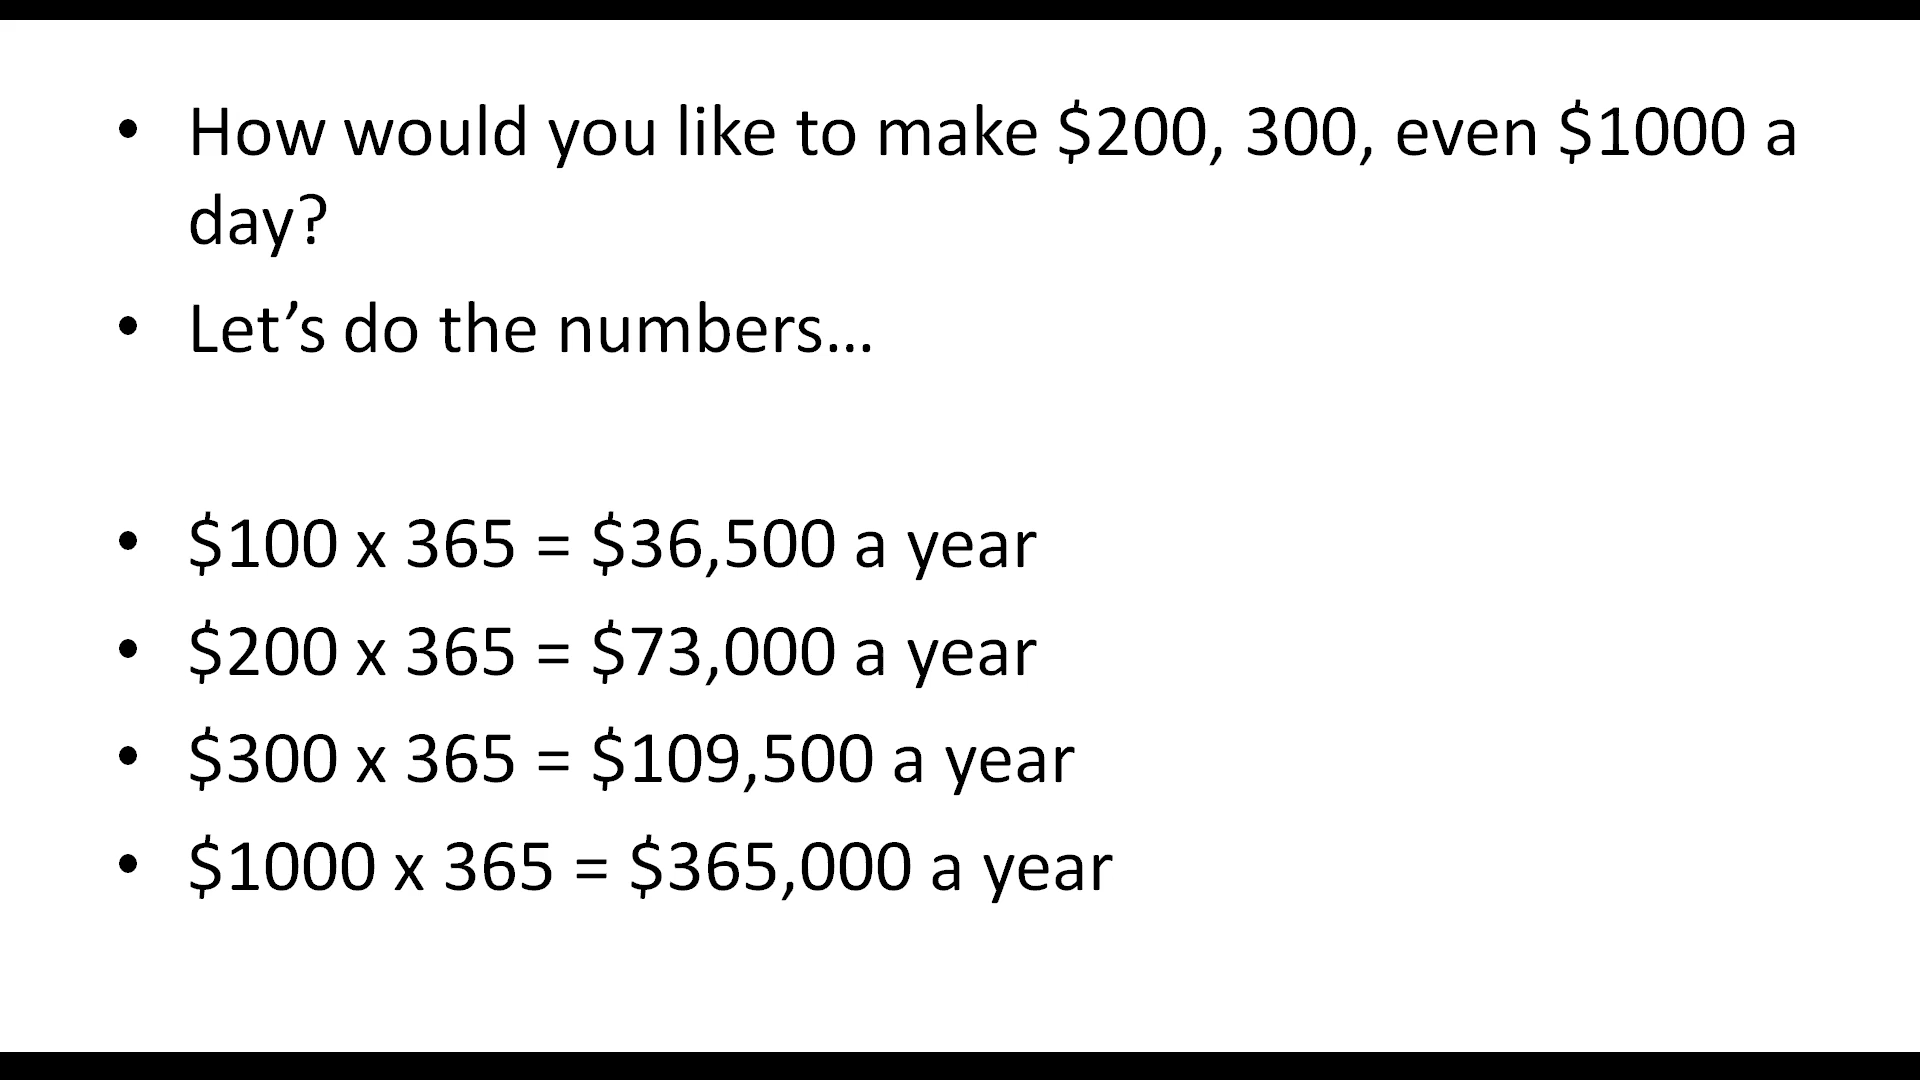 • How would you like to make $200, 300, even $1000 a
day?
• Let’s do the numbers…
• $100 x 365 = $36,500 a year
• $200 x 365 = $73,000 a year
• $300 x 365 = $109,500 a year
• $1000 x 365 = $365,000 a year